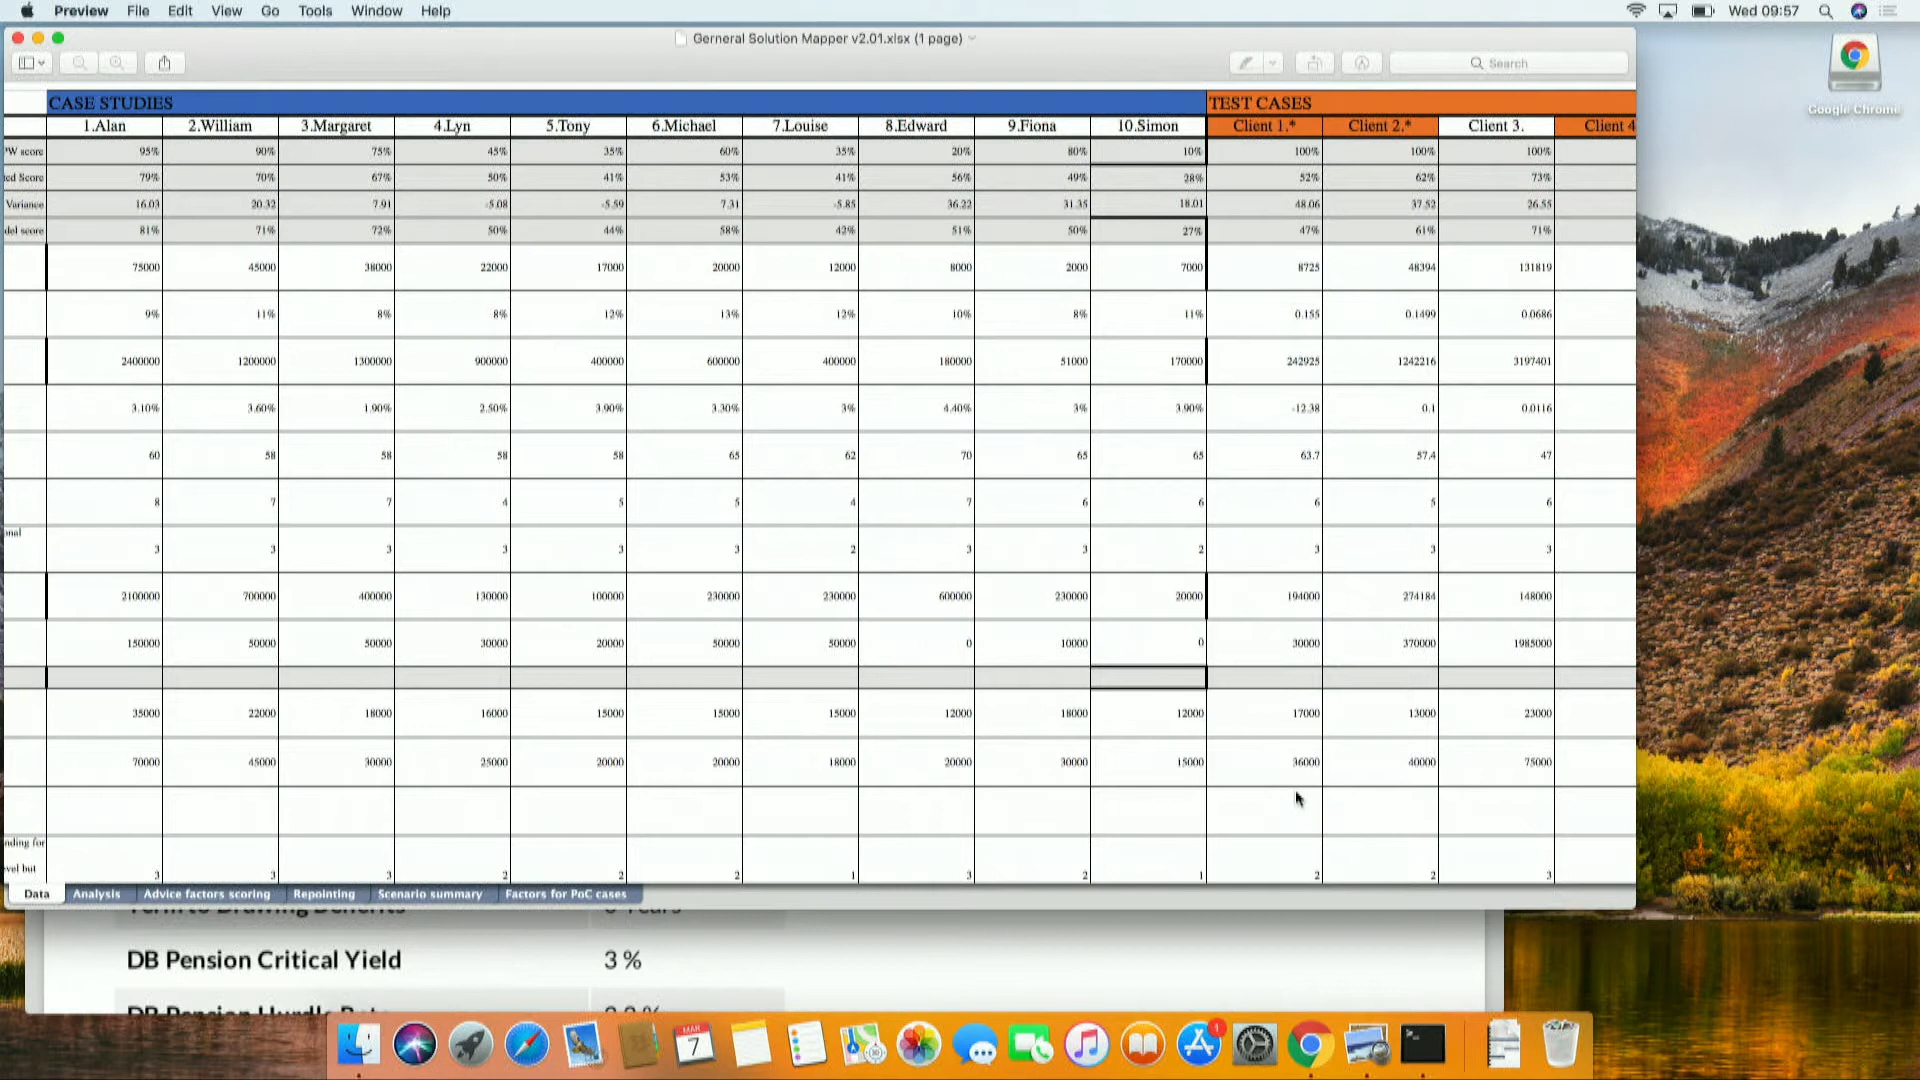 Preview File Edit View Go Tools Window Help Wed 09:57
Gerneral Solution Mapper v2.01.xlsx (1 page)
Search
Google Chrome
CASE STUDIES TEST CASES
1.Alan 2.William 3.Margaret 4.Lyn 5.Tony 6.Michael 7.Louise 8.Edward 9.Fiona 10.Simon Client 1.* Client 2.* Client 3. Client 4
score 95% 90% 75% 45% 35% 60% 35% 20% 80% 10% 100% 100% 100%
Score 79% 70% 67% 50% 41% 53% 41% 56% 49% 28% 52% 62% 73%
Variance 16.03 20.32 7.91 -5.08 -5.59 7.31 -5.85 36.22 31.35 18.01 48.06 37.52 26.55
del score 81% 71% 72% 50% 44% 58% 42% 51% 50% 27% 47% 61% 71%
75000 45000 38000 22000 17000 20000 12000 8000 2000 7000 8725 48394 131819
9% 11% 8% 8% 12% 13% 12% 10% 8% 11% 0.155 0.1499 0.0686
2400000 1200000 1300000 900000 400000 600000 400000 180000 51000 170000 242925 1242216 3197401
3.10% 3.60% 1.90% 2.50% 3.90% 3.30% 3% 4.40% 3% 3.90% -12.38 0.1 0.0116
60 58 58 58 58 65 62 70 65 65 63.7 57.4 47
8 7 7 4 5 5 4 7 6 6 6 5 6
onal
3 3 3 3 3 3 2 3 3 2 3 3 3
2100000 700000 400000 130000 100000 230000 230000 600000 230000 20000 194000 274184 148000
150000 50000 50000 30000 20000 50000 50000 0 10000 0 30000 370000 1985000
35000 22000 18000 16000 15000 15000 15000 12000 18000 12000 17000 13000 23000
70000 45000 30000 25000 20000 20000 18000 20000 30000 15000 36000 40000 75000
nding for
vel but
3 3 3 2 2 2 1 3 2 1 2 2 3
Data Analysis Advice factors scoring Repointing Scenario summary Factors for PoC cases
DB Pension Critical Yield 3 %
MAR
7
1